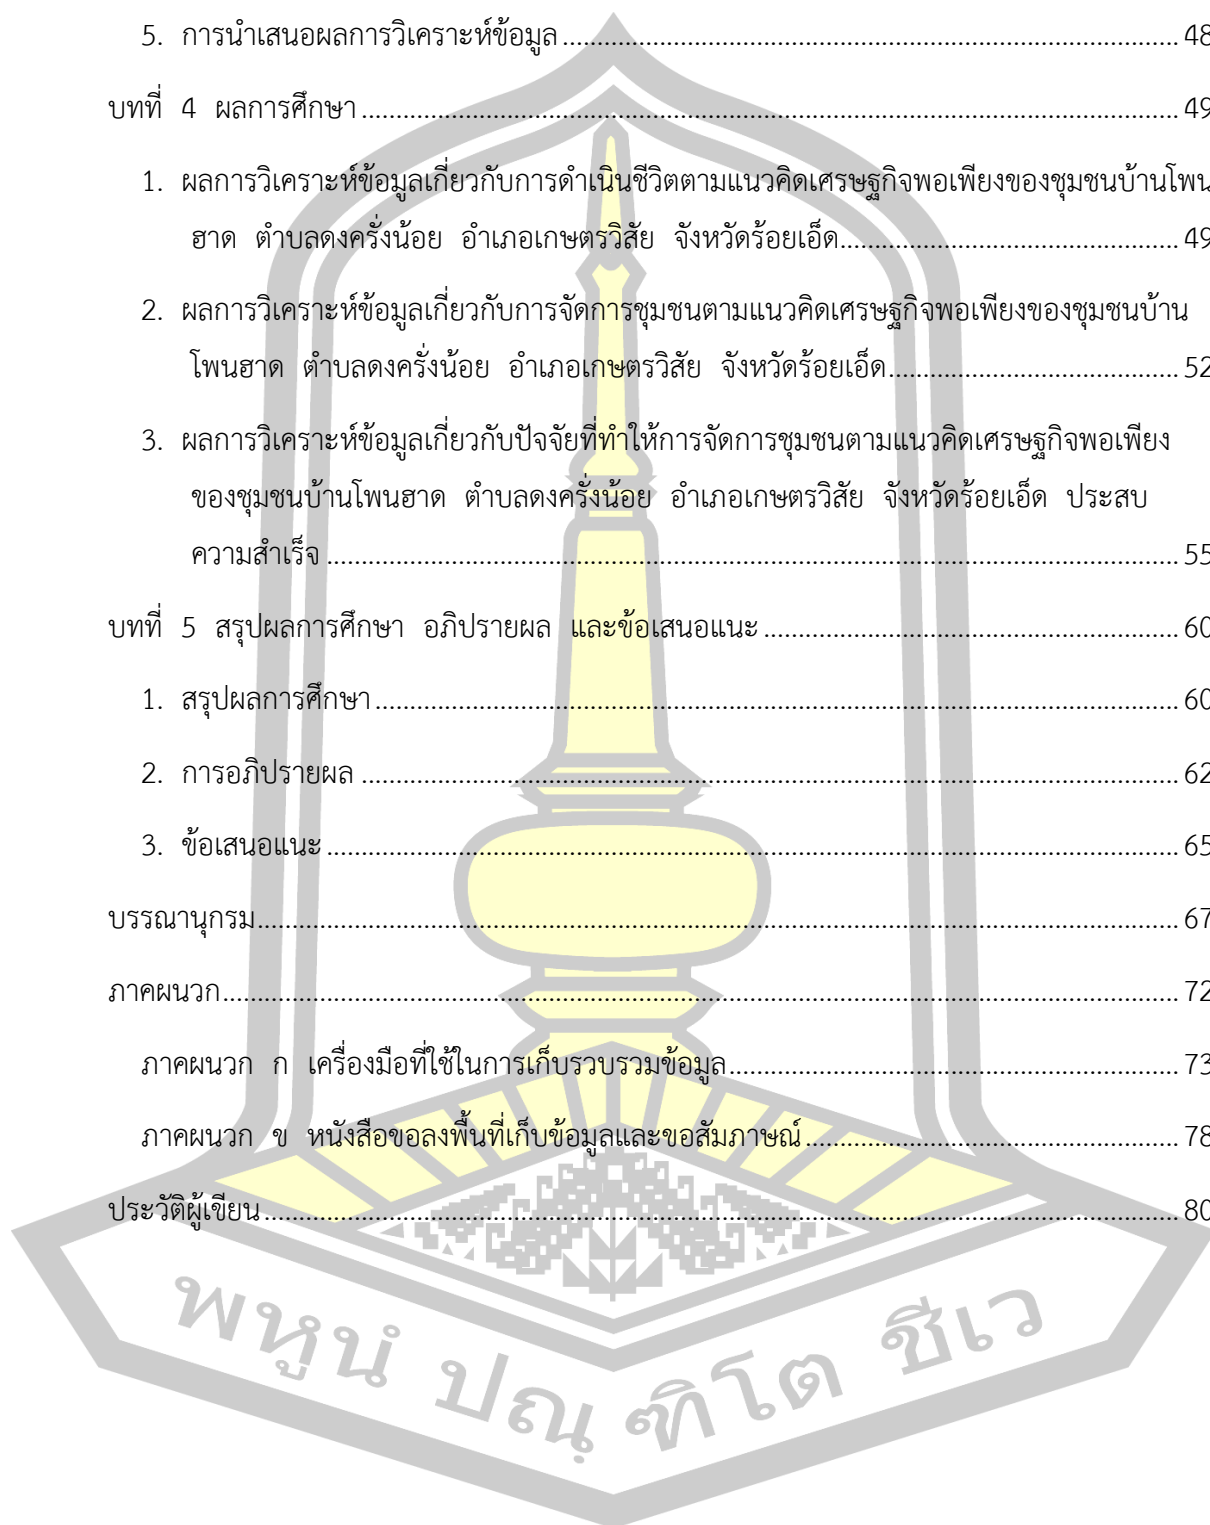 5. การนำเสนอผลการวิเคราะห์ข้อมูล ........ 48
บทที่ 4 ผลการศึกษา ........ 49
1. ผลการวิเคราะห์ข้อมูลเกี่ยวกับการดำเนินชีวิตตามแนวคิดเศรษฐกิจพอเพียงของชุมชนบ้านโพน
ฮาด ตำบลดงครั่งน้อย อำเภอเกษตรวิสัย จังหวัดร้อยเอ็ด ........ 49
2. ผลการวิเคราะห์ข้อมูลเกี่ยวกับการจัดการชุมชนตามแนวคิดเศรษฐกิจพอเพียงของชุมชนบ้าน
โพนฮาด ตำบลดงครั่งน้อย อำเภอเกษตรวิสัย จังหวัดร้อยเอ็ด ........ 52
3. ผลการวิเคราะห์ข้อมูลเกี่ยวกับปัจจัยที่ทำให้การจัดการชุมชนตามแนวคิดเศรษฐกิจพอเพียง
ของชุมชนบ้านโพนฮาด ตำบลดงครั่งน้อย อำเภอเกษตรวิสัย จังหวัดร้อยเอ็ด ประสบ
ความสำเร็จ ........ 55
บทที่ 5 สรุปผลการศึกษา อภิปรายผล และข้อเสนอแนะ ........ 60
1. สรุปผลการศึกษา ........ 60
2. การอภิปรายผล ........ 62
3. ข้อเสนอแนะ ........ 65
บรรณานุกรม ........ 67
ภาคผนวก ........ 72
ภาคผนวก ก เครื่องมือที่ใช้ในการเก็บรวบรวมข้อมูล ........ 73
ภาคผนวก ข หนังสือขอลงพื้นที่เก็บข้อมูลและขอสัมภาษณ์ ........ 78
ประวัติผู้เขียน ........ 80
พหูนํ ปณฺฑิโต ชีเว